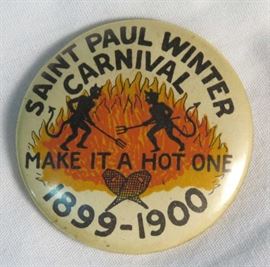 SAINT PAUL WINTER
CARNIVAL
MAKE IT A HOT ONE
1899-1900